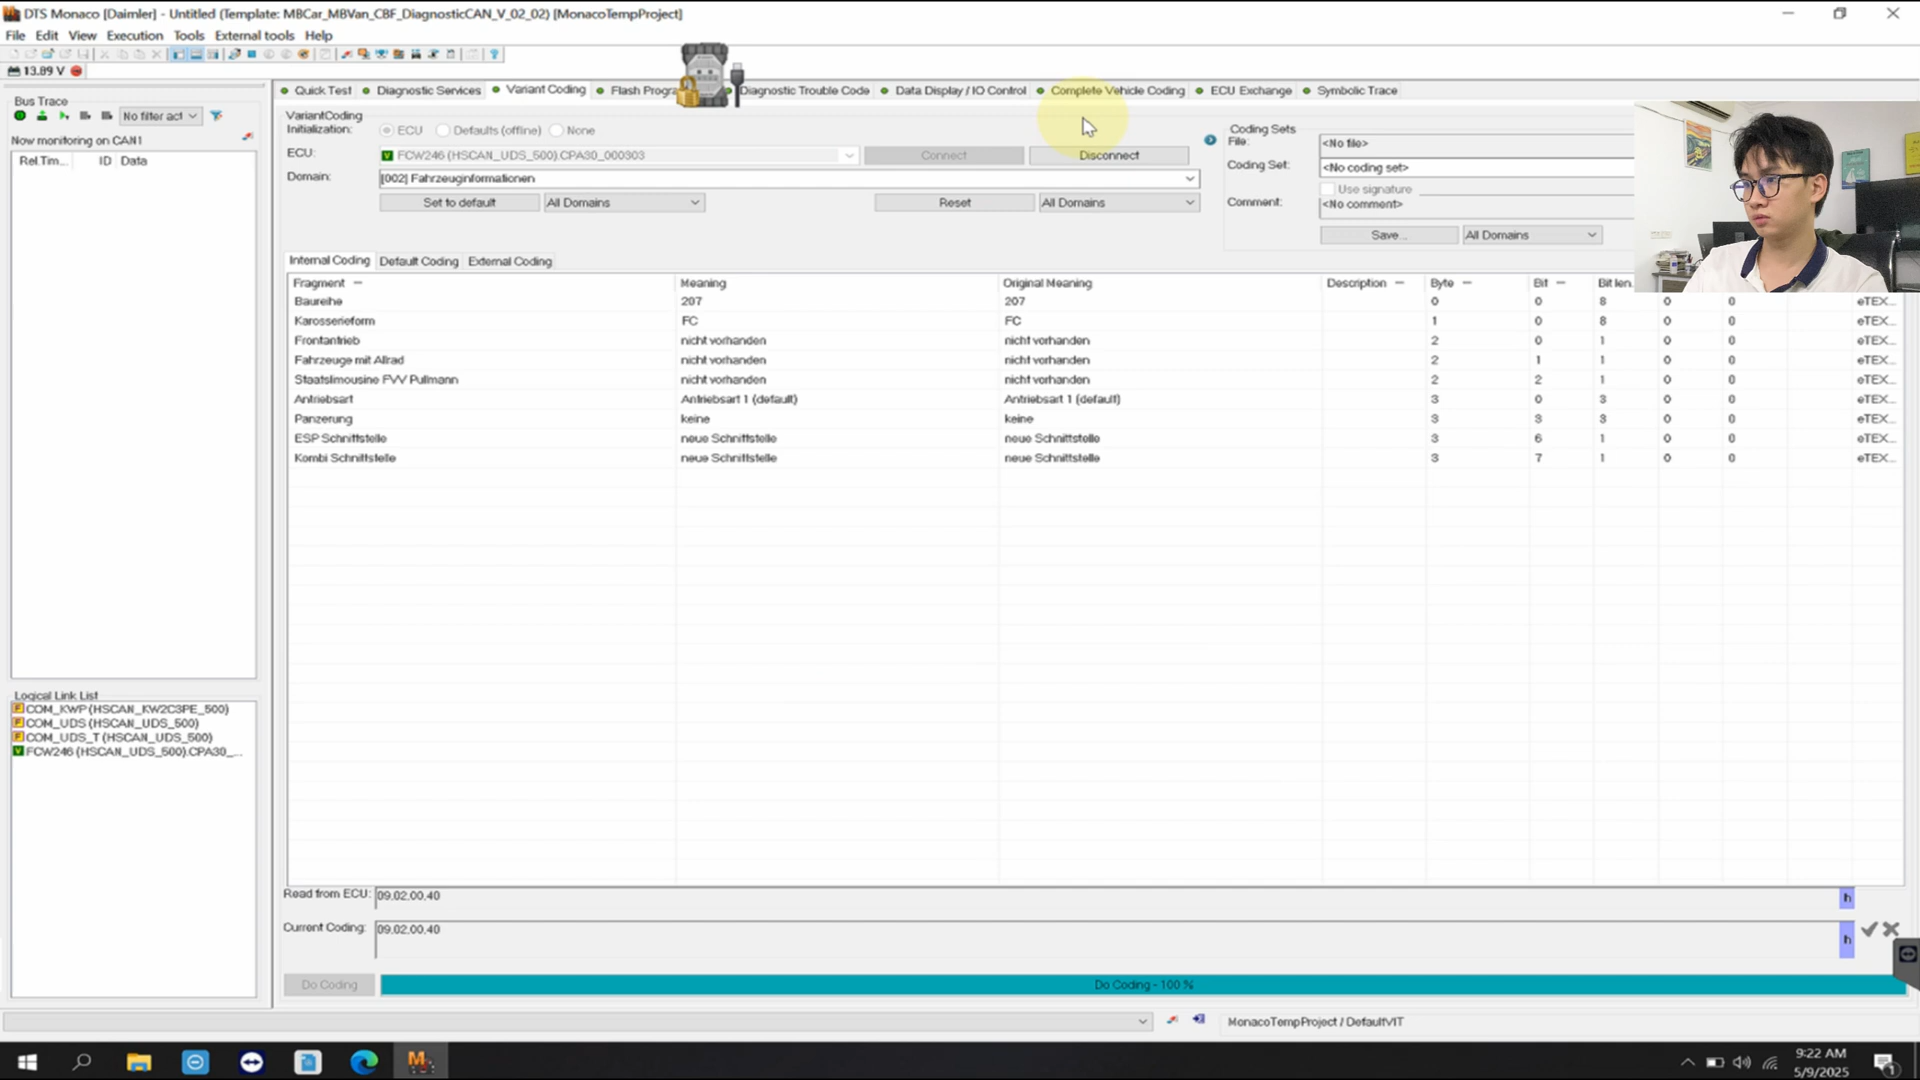 DTS Monaco [Daimler] - Untitled (Template: MBCar_MBVan_CBF_DiagnosticCAN_V_02_02) [MonacoTempProject]
File Edit View Execution Tools External tools Help
13.89 V
Quick Test Diagnostic Services Variant Coding Flash Progra Diagnostic Trouble Code Data Display / IO Control Complete Vehicle Coding ECU Exchange Symbolic Trace
Bus Trace
No filter act
Now monitoring on CAN1
Rel.Tim... ID Data
VariantCoding
Initialization: ECU Defaults (offline) None
ECU: V FCW246 (HSCAN_UDS_500).CPA30_000303 Connect Disconnect
Domain: [002] Fahrzeuginformationen
Set to default All Domains Reset All Domains
Coding Sets
File: <No file>
Coding Set: <No coding set>
Use signature
Comment: <No comment>
Save... All Domains
Internal Coding Default Coding External Coding
Fragment Meaning Original Meaning Description Byte Bit Bit len.
Baureihe 207 207 0 0 8 0 0 eTEX...
Karosserieform FC FC 1 0 8 0 0 eTEX...
Frontantrieb nicht vorhanden nicht vorhanden 2 0 1 0 0 eTEX...
Fahrzeuge mit Allrad nicht vorhanden nicht vorhanden 2 1 1 0 0 eTEX...
Staatslimousine FVV Pullmann nicht vorhanden nicht vorhanden 2 2 1 0 0 eTEX...
Antriebsart Antriebsart 1 (default) Antriebsart 1 (default) 3 0 3 0 0 eTEX...
Panzerung keine keine 3 3 3 0 0 eTEX...
ESP Schnittstelle neue Schnittstelle neue Schnittstelle 3 6 1 0 0 eTEX...
Kombi Schnittstelle neue Schnittstelle neue Schnittstelle 3 7 1 0 0 eTEX...
Logical Link List
F COM_KWP (HSCAN_KW2C3PE_500)
F COM_UDS (HSCAN_UDS_500)
F COM_UDS_T (HSCAN_UDS_500)
V FCW246 (HSCAN_UDS_500).CPA30_...
Read from ECU: 09.02.00.40 h
Current Coding: 09.02.00.40 h
Do Coding Do Coding - 100 %
MonacoTempProject / DefaultVIT
9:22 AM
5/9/2025
1